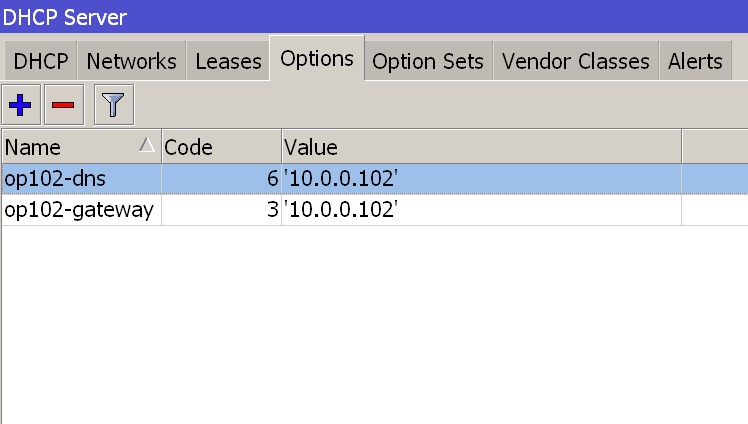 DHCP Server
DHCP Networks Leases Options Option Sets Vendor Classes Alerts
Name Code Value
op102-dns 6 '10.0.0.102'
op102-gateway 3 '10.0.0.102'